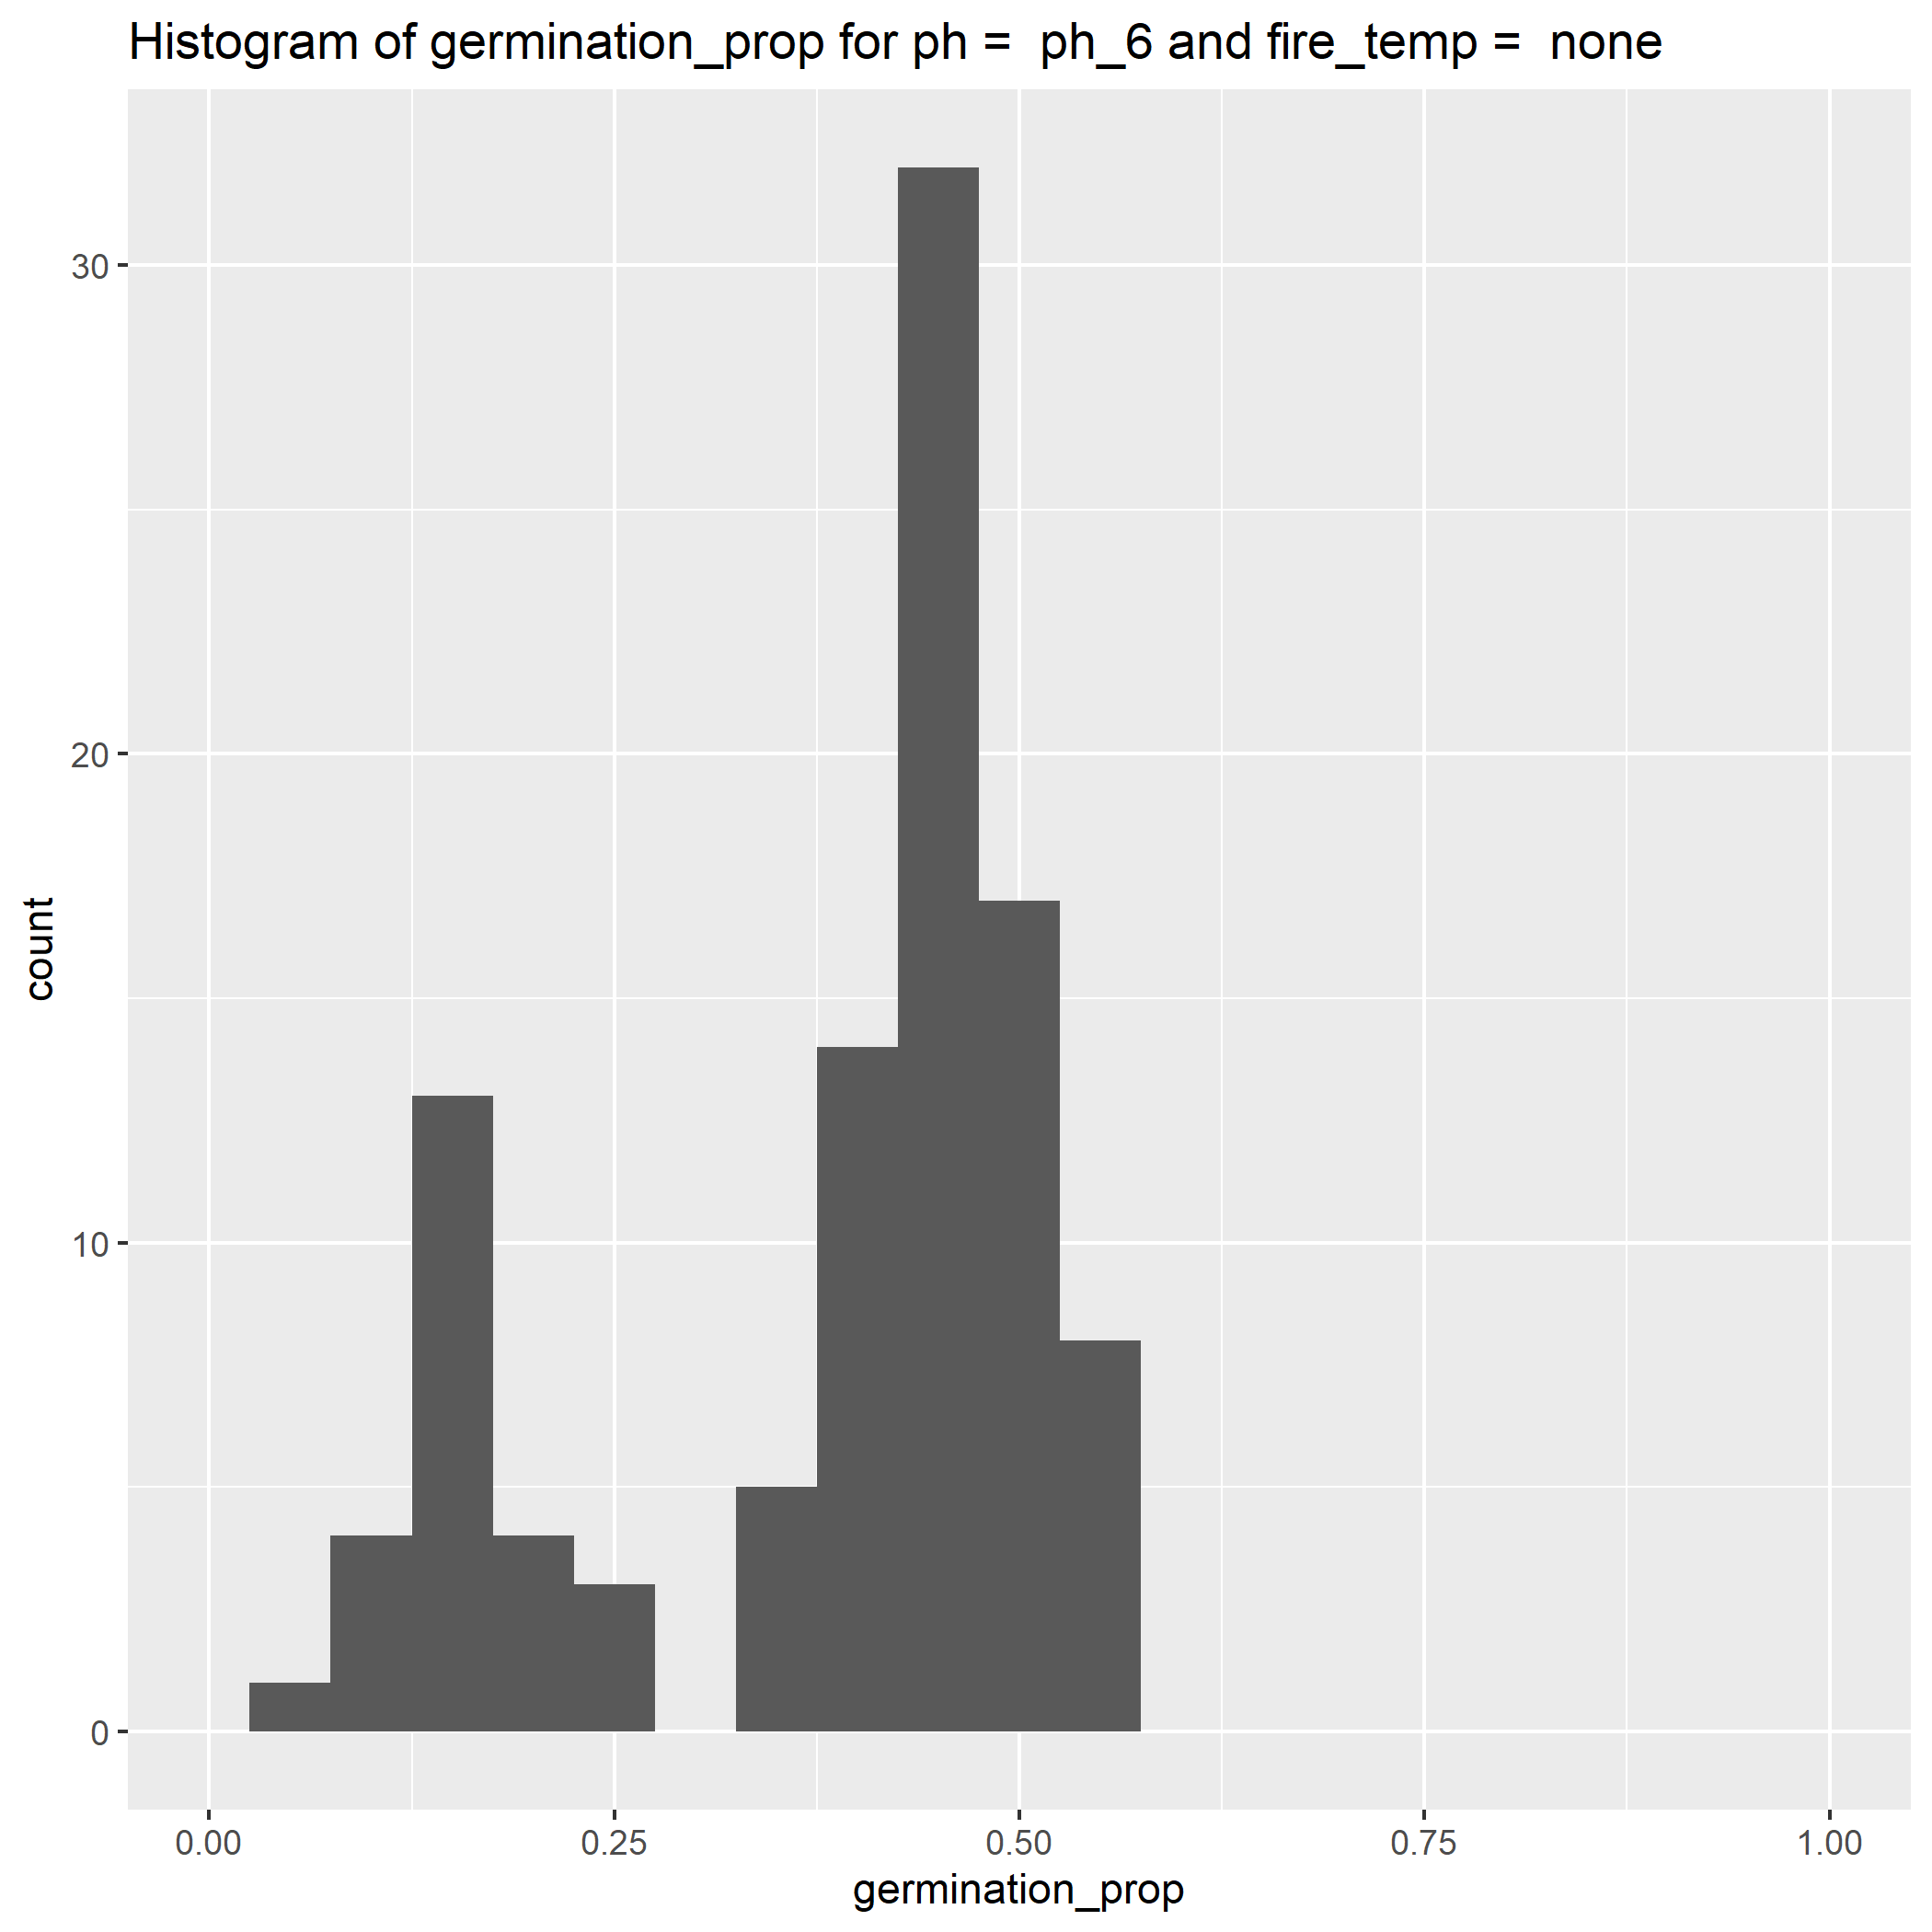 Histogram of germination_prop for ph =  ph_6 and fire_temp =  none
30
20
10
0
count
0.00 0.25 0.50 0.75 1.00
germination_prop